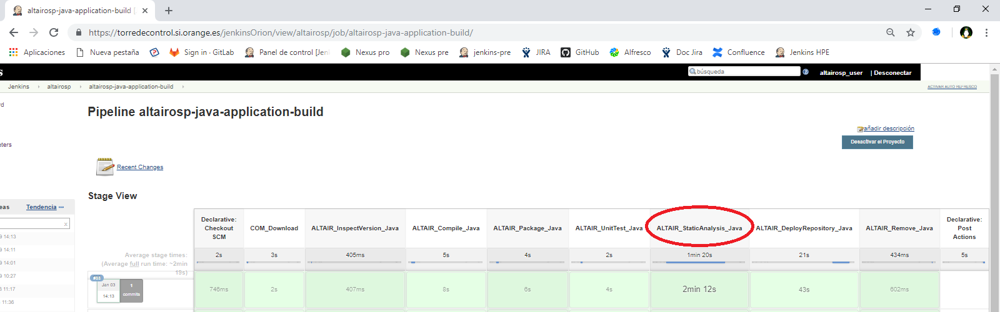 altairosp-java-application-build [
https://torredecontrol.si.orange.es/jenkinsOrion/view/altairosp/job/altairosp-java-application-build/
Aplicaciones Nueva pestaña Sign in · GitLab Panel de control [Jen Nexus pro Nexus pre jenkins-pre JIRA GitHub Alfresco Doc Jira Confluence Jenkins HPE
s búsqueda altairosp_user | Desconectar
Jenkins altairosp altairosp-java-application-build ACTIVAR AUTO REFRESCO
rd
Pipeline altairosp-java-application-build
añadir descripción
Desactivar el Proyecto
eters
Recent Changes
Stage View
eas Tendencia
x
9 14:13
9 14:11
9 14:01
9 10:27
3 11:17
8 11:36
Declarative: Checkout SCM
COM_Download
ALTAIR_InspectVersion_Java
ALTAIR_Compile_Java
ALTAIR_Package_Java
ALTAIR_UnitTest_Java
ALTAIR_StaticAnalysis_Java
ALTAIR_DeployRepository_Java
ALTAIR_Remove_Java
Declarative: Post Actions
Average stage times:
(Average full run time: ~2min
19s)
2s 3s 405ms 5s 4s 2s 1min 20s 21s 434ms 5s
#33
Jan 03
14:13
1
commits
746ms 2s 407ms 8s 6s 4s 2min 12s 43s 602ms